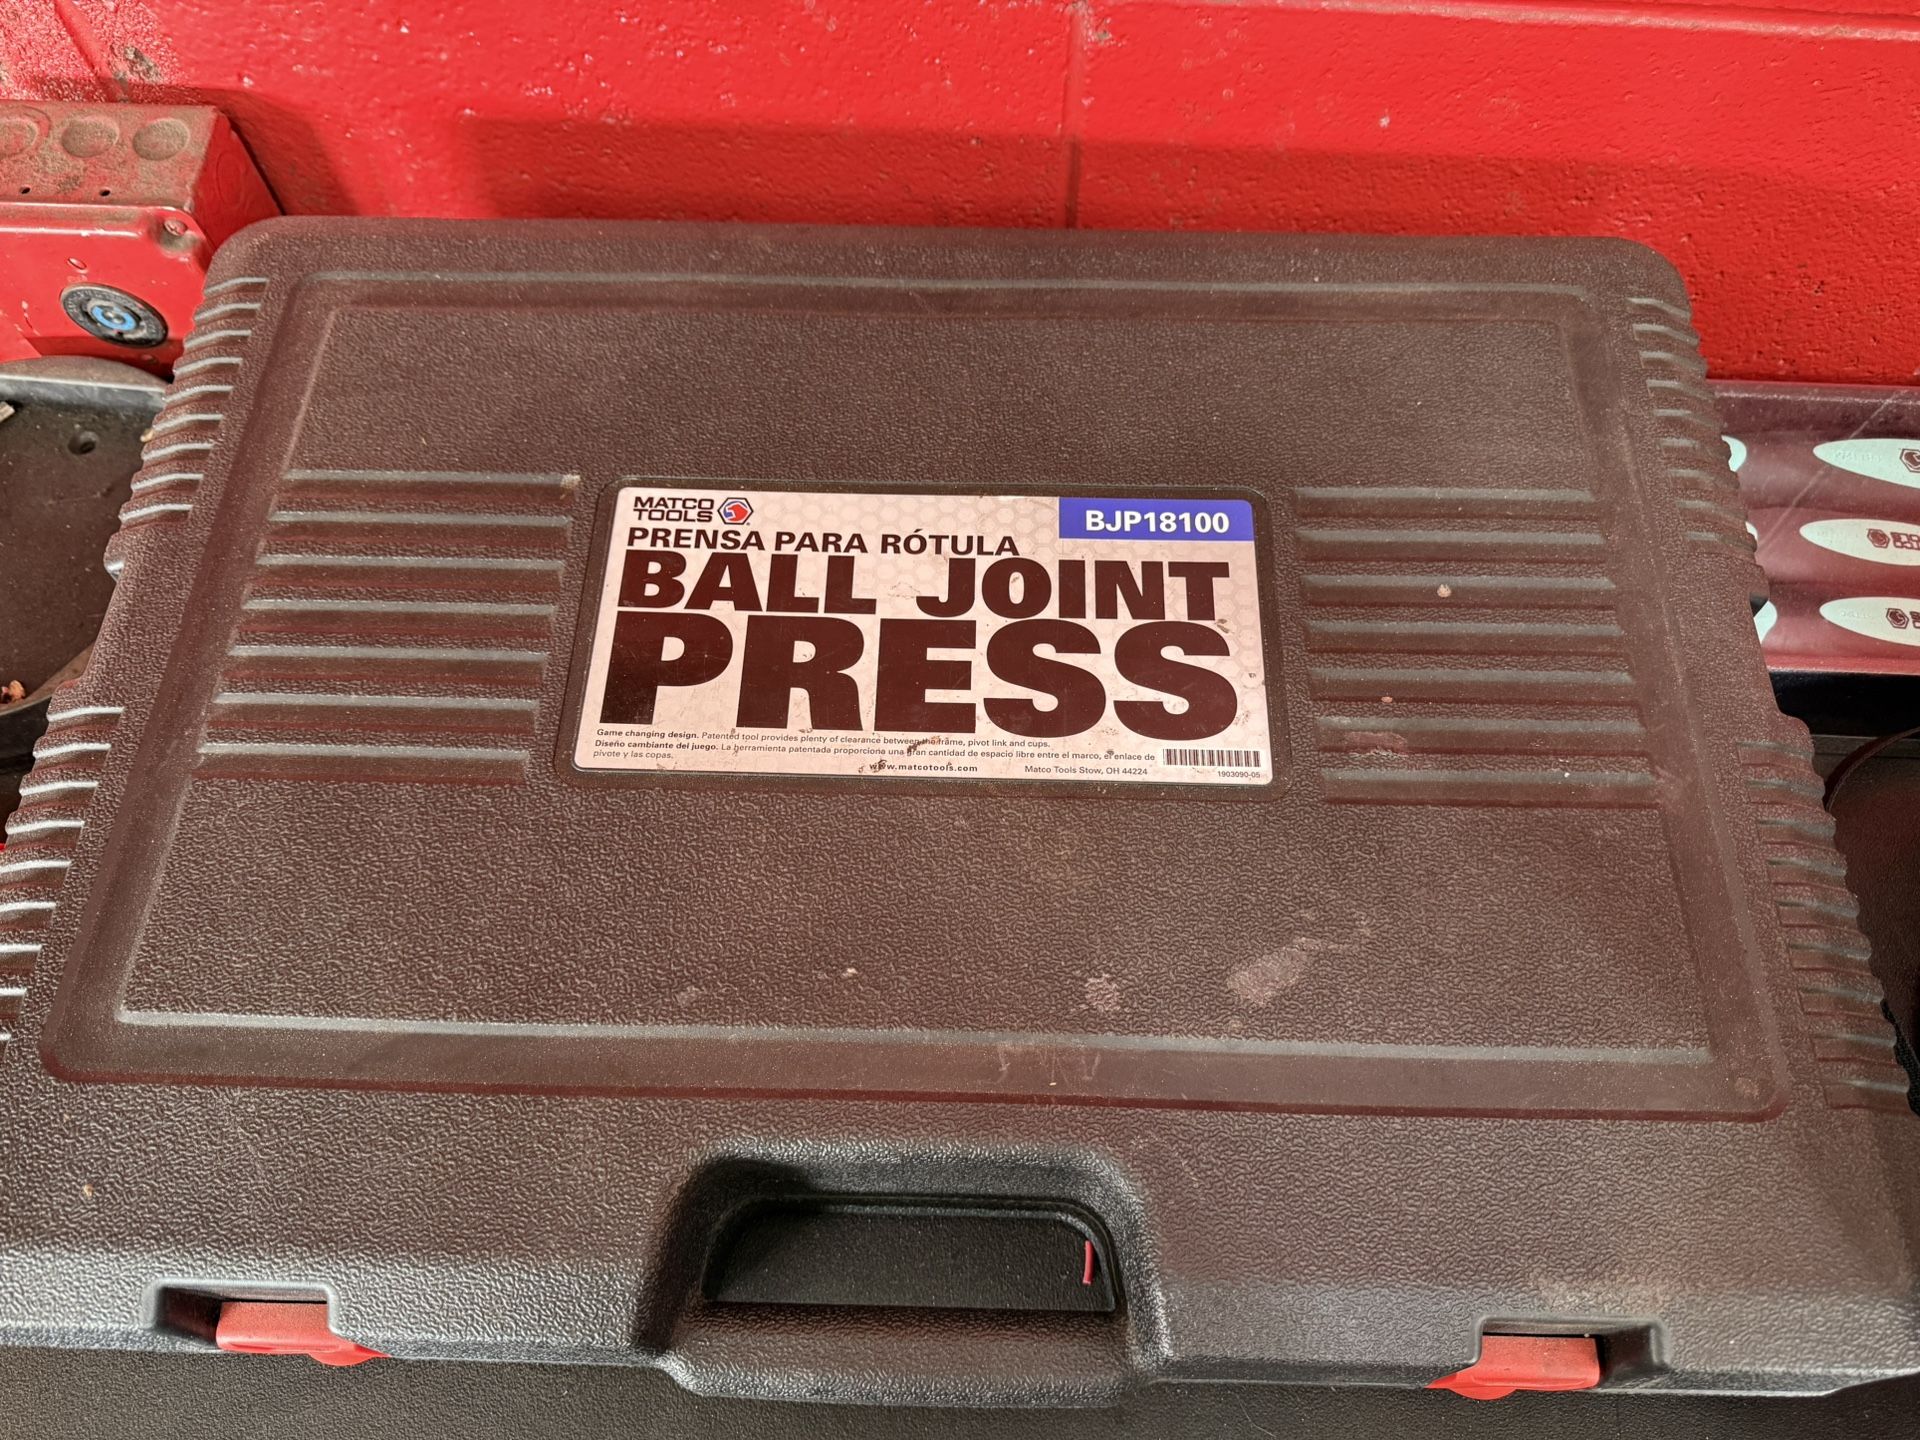 MATCO
TOOLS
BJP18100
PRENSA PARA RÓTULA
BALL JOINT
PRESS
Game changing design. Patented tool provides plenty of clearance between the frame, pivot link and cups.
Diseño cambiante del juego. La herramienta patentada proporciona una gran cantidad de espacio libre entre el marco, el enlace de
pivote y las copas.
www.matcotools.com
Matco Tools Stow, OH 44224
1903090-05